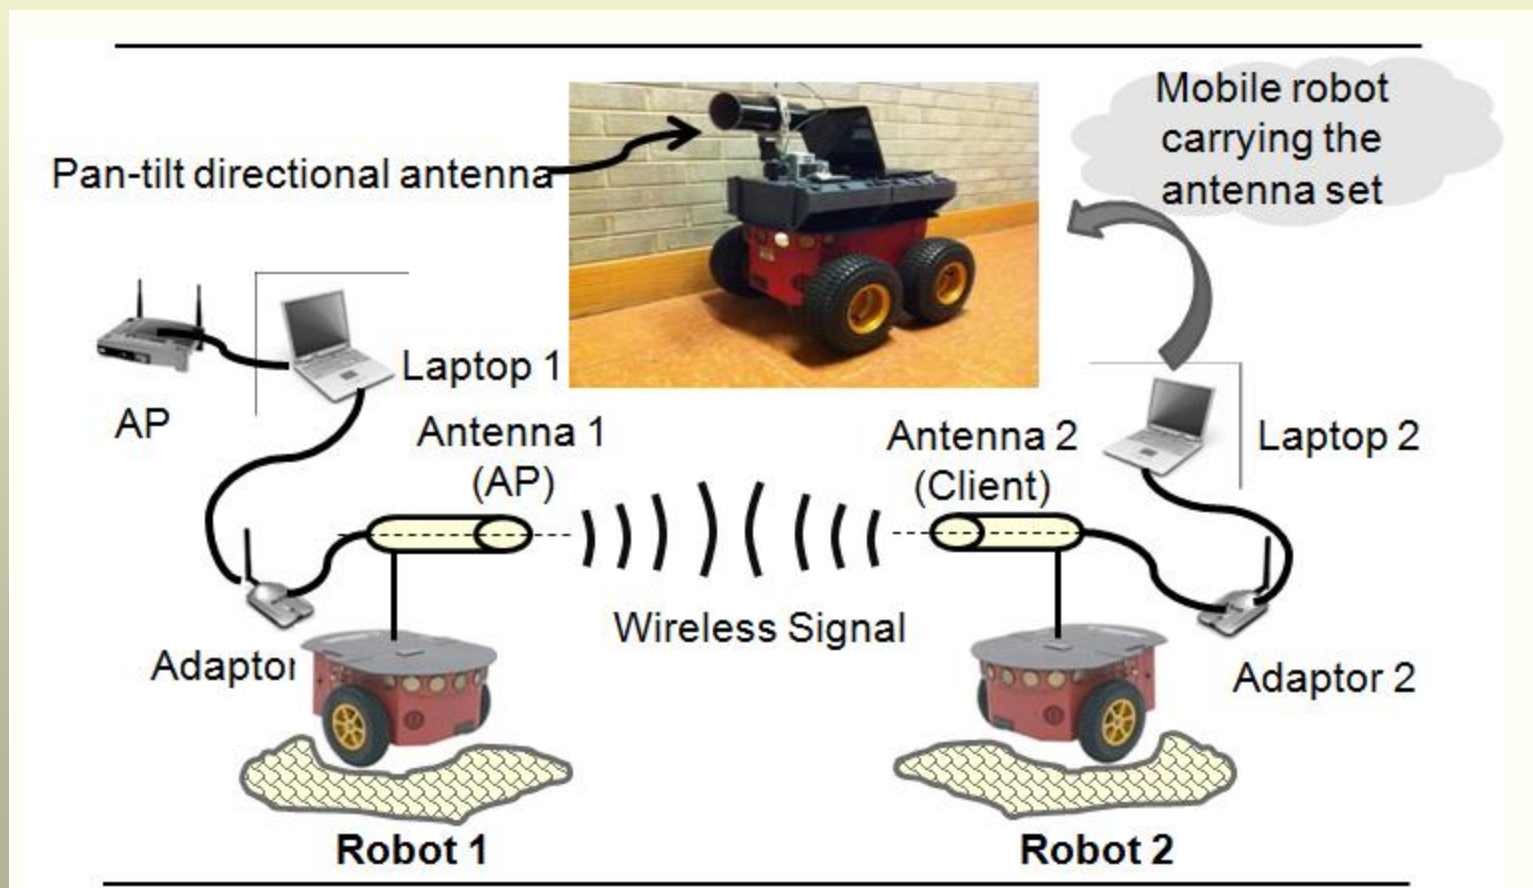 Mobile robot
carrying the
antenna set
Pan-tilt directional antenna
Laptop 1
AP
Antenna 1
(AP)
Antenna 2
(Client)
Laptop 2
Wireless Signal
Adaptor
Adaptor 2
Robot 1
Robot 2